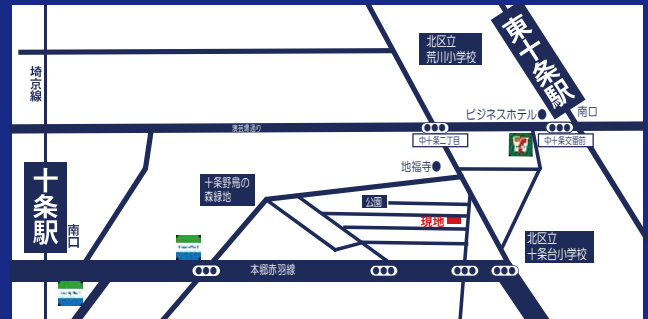 北区立
荒川小学校
東十条駅
埼京線
ビジネスホテル
南口
演芸場通り
中十条二丁目
中十条交番前
地福寺
十条駅
南口
十条野鳥の
森緑地
公園
現地
北区立
十条台小学校
本郷赤羽線